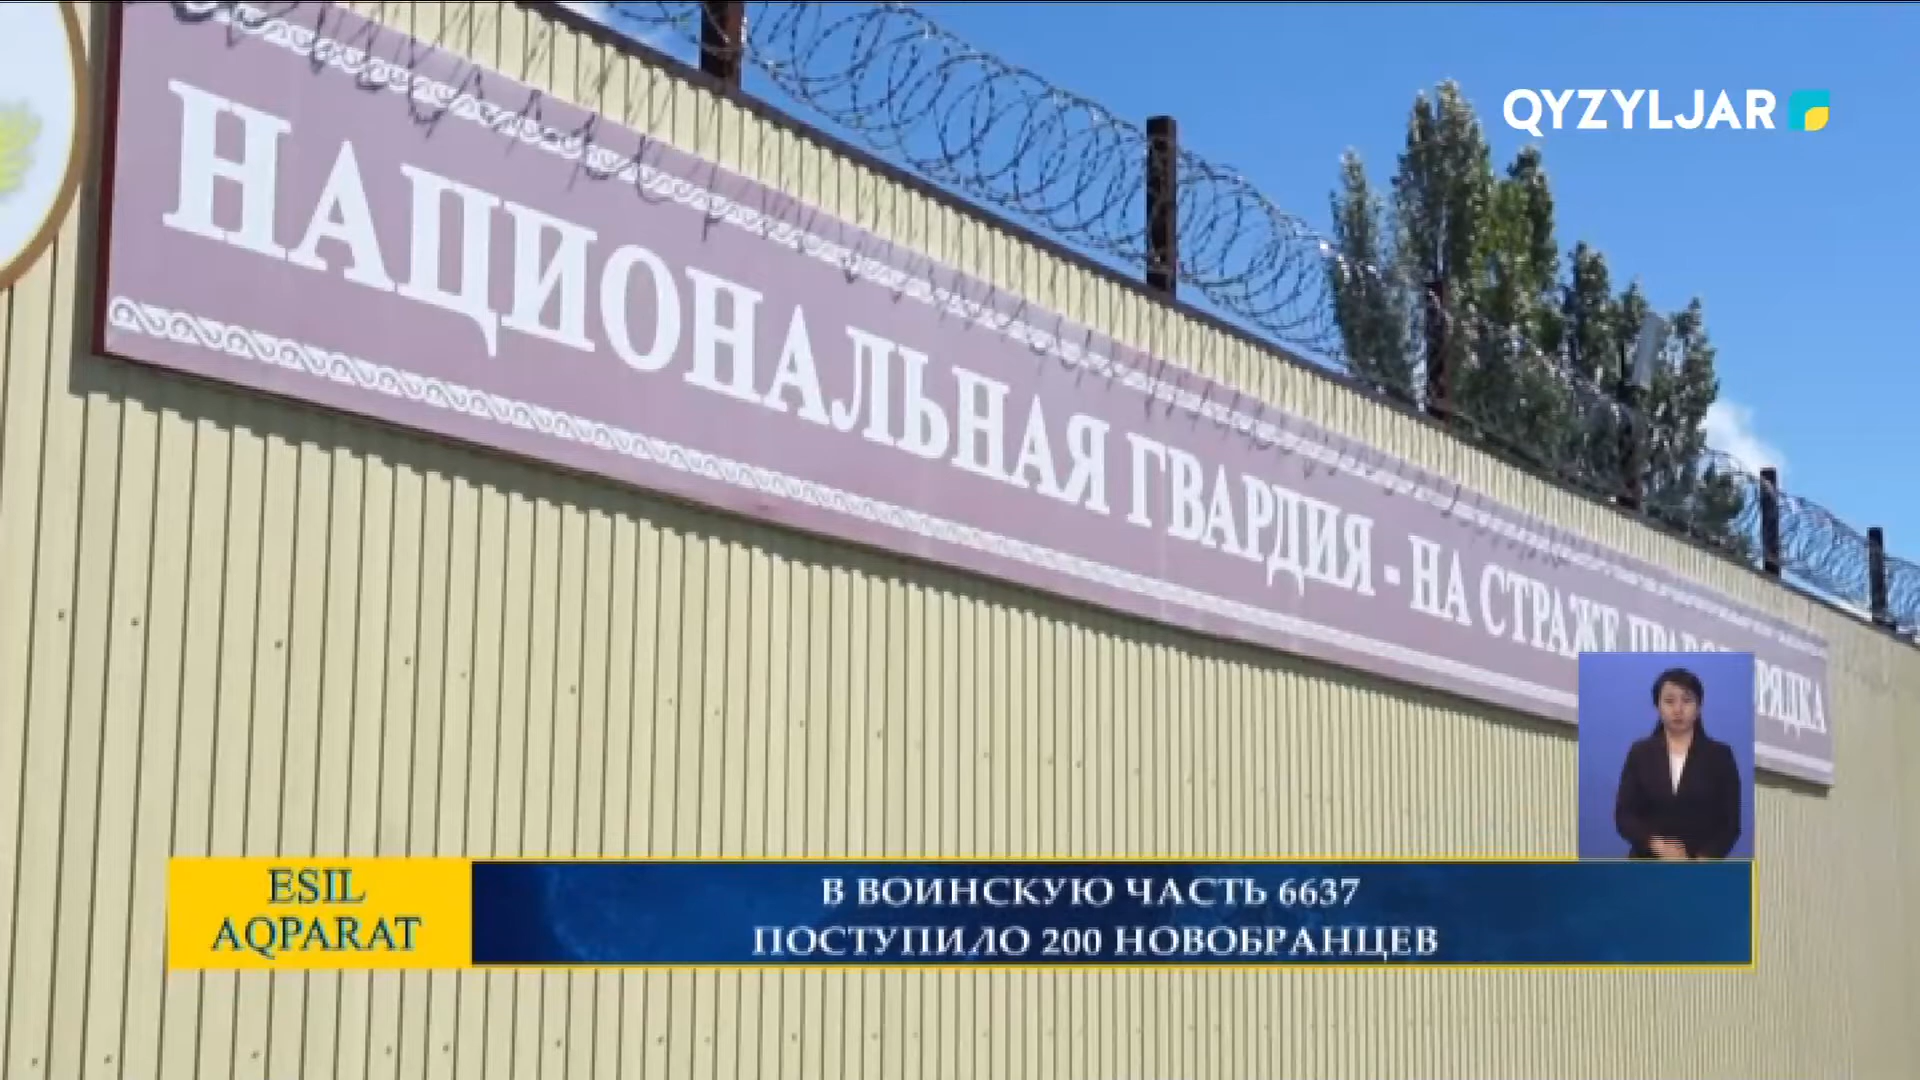 QYZYLJAR
НАЦИОНАЛЬНАЯ ГВАРДИЯ - НА СТРАЖЕ
ESIL
AQPARAT
В ВОИНСКУЮ ЧАСТЬ 6637
ПОСТУПИЛО 200 НОВОБРАНЦЕВ